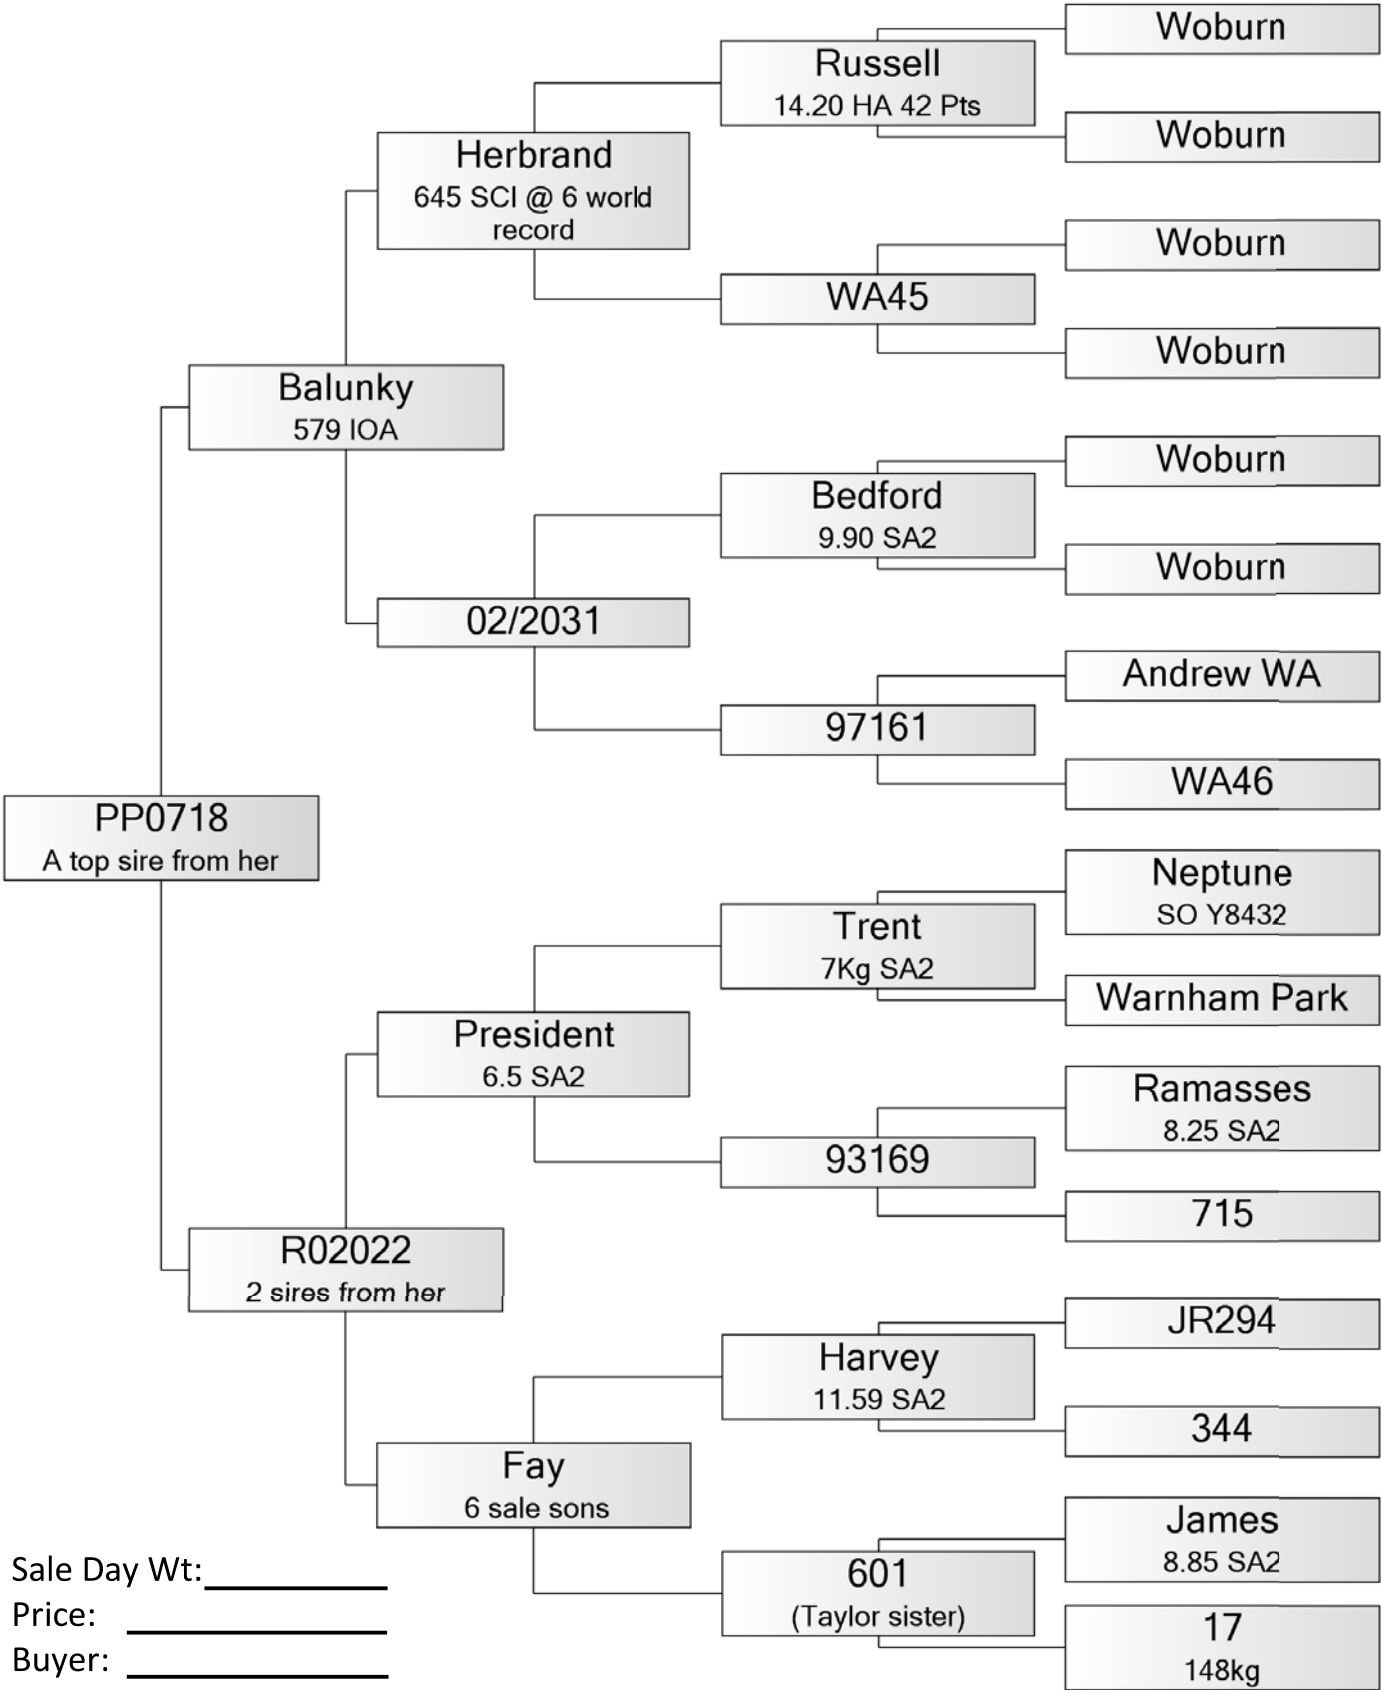 Woburn
Russell
14.20 HA 42 Pts
Woburn
Herbrand
645 SCI @ 6 world
record
Woburn
WA45
Woburn
Balunky
579 IOA
Woburn
Bedford
9.90 SA2
Woburn
02/2031
Andrew WA
97161
WA46
PP0718
A top sire from her
Neptune
SO Y8432
Trent
7Kg SA2
Warnham Park
President
6.5 SA2
Ramasses
8.25 SA2
93169
715
R02022
2 sires from her
JR294
Harvey
11.59 SA2
344
Fay
6 sale sons
James
8.85 SA2
601
(Taylor sister)
17
148kg
Sale Day Wt:
Price:
Buyer: